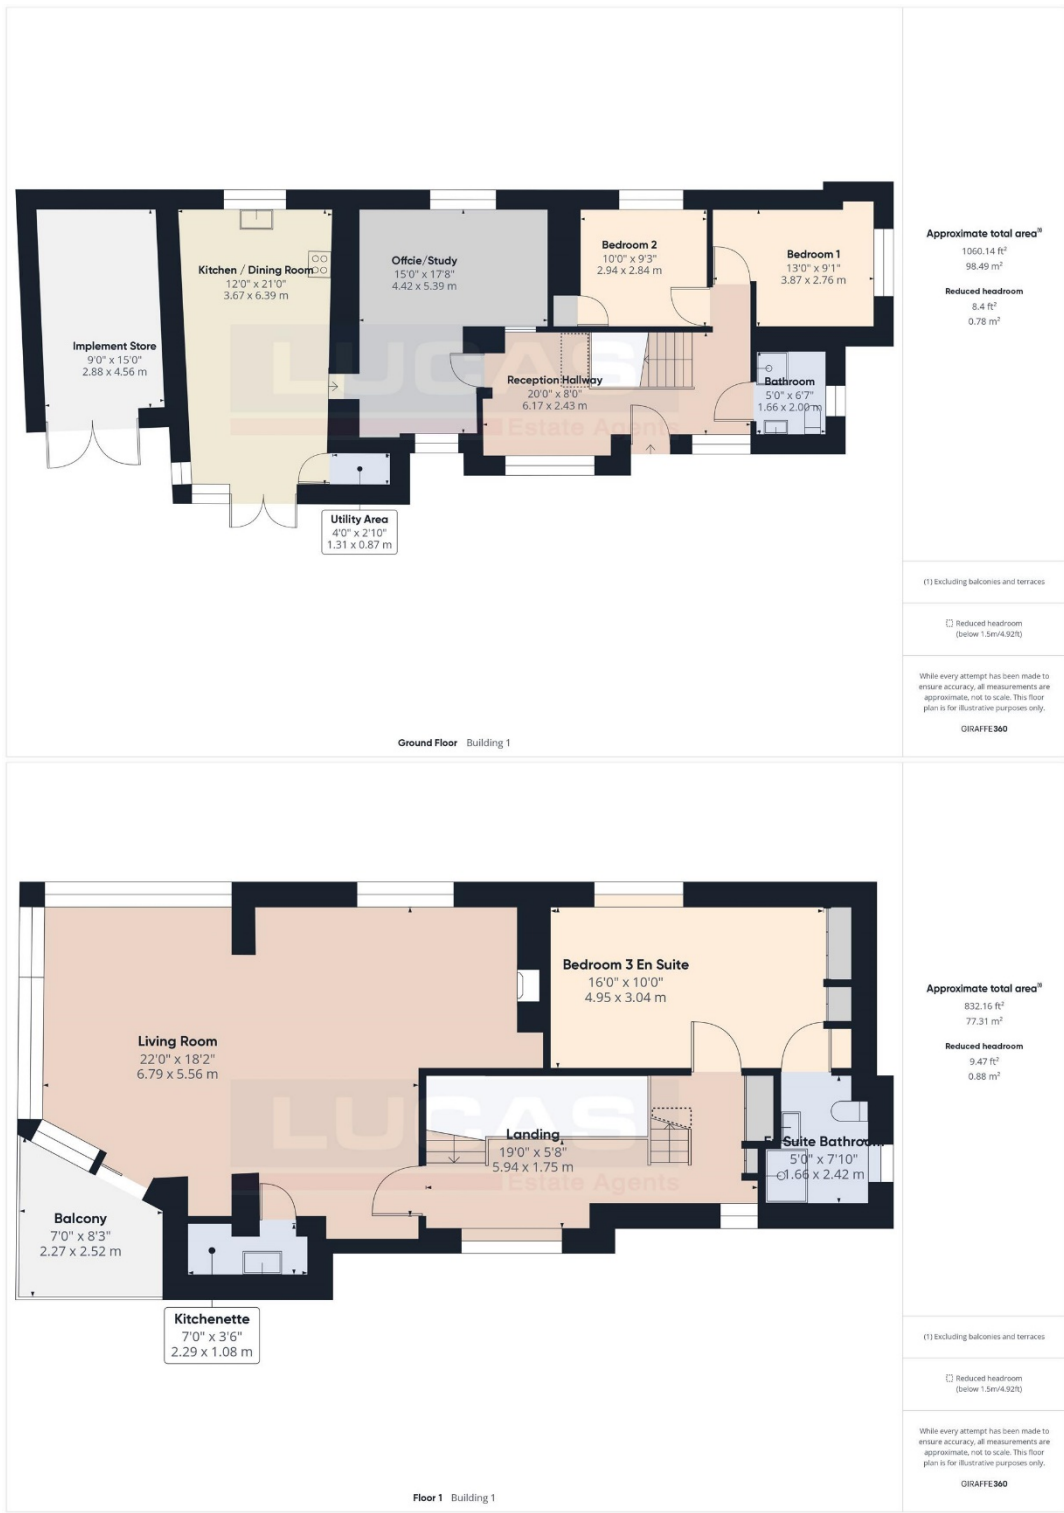 Implement Store
9'0" x 15'0"
2.88 x 4.56 m
Kitchen / Dining Room
12'0" x 21'0"
3.67 x 6.39 m
Offcie/Study
15'0" x 17'8"
4.42 x 5.39 m
Bedroom 2
10'0" x 9'3"
2.94 x 2.84 m
Bedroom 1
13'0" x 9'1"
3.87 x 2.76 m
Reception Hallway
20'0" x 8'0"
6.17 x 2.43 m
Bathroom
5'0" x 6'7"
1.66 x 2.00 m
Utility Area
4'0" x 2'10"
1.31 x 0.87 m
LUCAS
Estate Agents
Ground Floor Building 1
Approximate total area⁽¹⁾
1060.14 ft²
98.49 m²
Reduced headroom
8.4 ft²
0.78 m²
(1) Excluding balconies and terraces
Reduced headroom
(below 1.5m/4.92ft)
While every attempt has been made to
ensure accuracy, all measurements are
approximate, not to scale. This floor
plan is for illustrative purposes only.
GIRAFFE360
Living Room
22'0" x 18'2"
6.79 x 5.56 m
Bedroom 3 En Suite
16'0" x 10'0"
4.95 x 3.04 m
Landing
19'0" x 5'8"
5.94 x 1.75 m
En Suite Bathroom
5'0" x 7'10"
1.66 x 2.42 m
Balcony
7'0" x 8'3"
2.27 x 2.52 m
Kitchenette
7'0" x 3'6"
2.29 x 1.08 m
LUCAS
Estate Agents
Floor 1 Building 1
Approximate total area⁽¹⁾
832.16 ft²
77.31 m²
Reduced headroom
9.47 ft²
0.88 m²
(1) Excluding balconies and terraces
Reduced headroom
(below 1.5m/4.92ft)
While every attempt has been made to
ensure accuracy, all measurements are
approximate, not to scale. This floor
plan is for illustrative purposes only.
GIRAFFE360